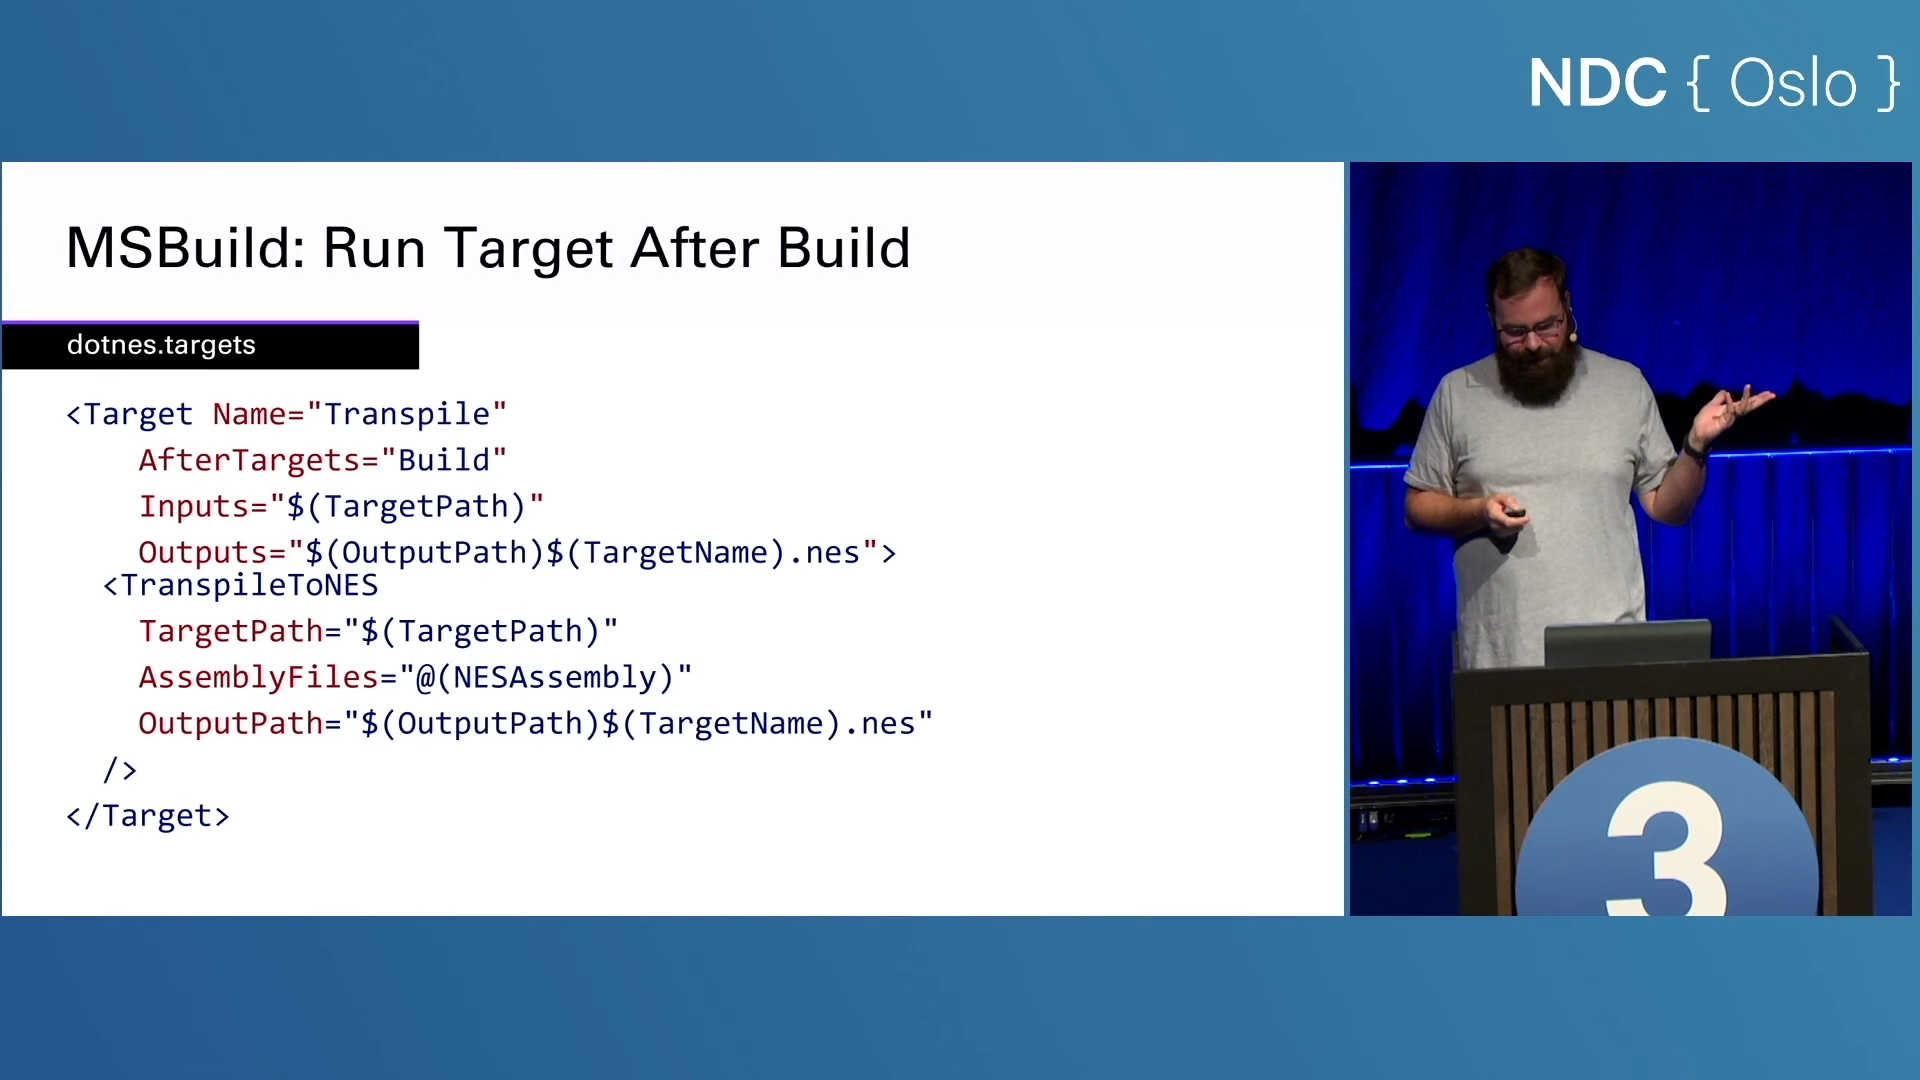 NDC { Oslo }
MSBuild: Run Target After Build
dotnes.targets
<Target Name="Transpile"
AfterTargets="Build"
Inputs="$(TargetPath)"
Outputs="$(OutputPath)$(TargetName).nes">
<TranspileToNES
TargetPath="$(TargetPath)"
AssemblyFiles="@(NESAssembly)"
OutputPath="$(OutputPath)$(TargetName).nes"
/>
</Target>
3